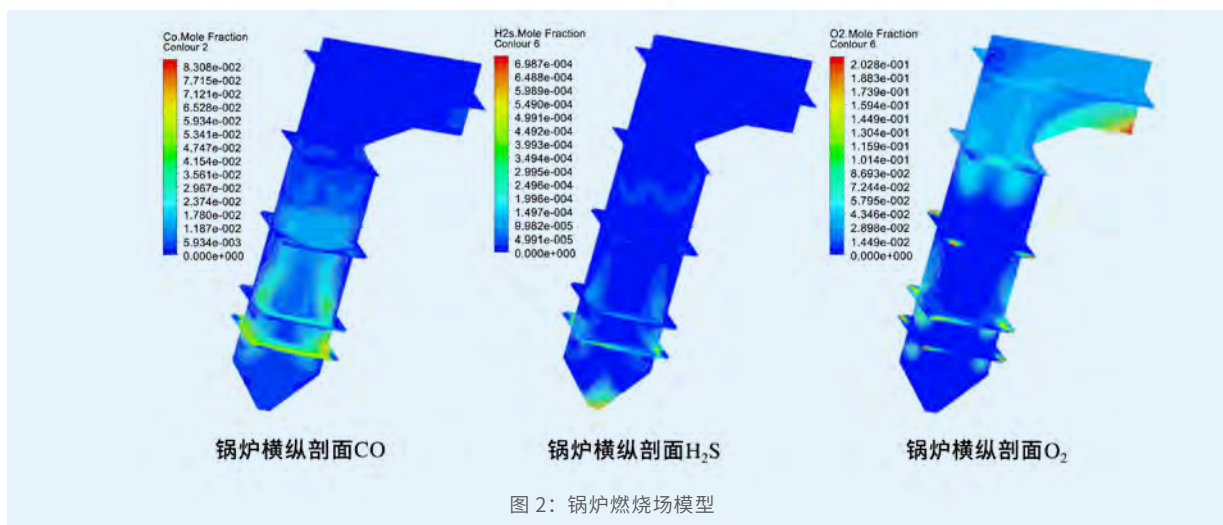 Co.Mole Fraction
Contour 2
8.308e-002
7.715e-002
7.121e-002
6.528e-002
5.934e-002
5.341e-002
4.747e-002
4.154e-002
3.561e-002
2.967e-002
2.374e-002
1.780e-002
1.187e-002
5.934e-003
0.000e+000
H2s.Mole Fraction
Contour 6
6.987e-004
6.488e-004
5.989e-004
5.490e-004
4.991e-004
4.492e-004
3.993e-004
3.494e-004
2.995e-004
2.496e-004
1.996e-004
1.497e-004
9.982e-005
4.991e-005
0.000e+000
O2.Mole Fraction
Contour 6
2.028e-001
1.883e-001
1.739e-001
1.594e-001
1.449e-001
1.304e-001
1.159e-001
1.014e-001
8.693e-002
7.244e-002
5.795e-002
4.346e-002
2.898e-002
1.449e-002
0.000e+000
锅炉横纵剖面CO
锅炉横纵剖面H₂S
锅炉横纵剖面O₂
图 2：锅炉燃烧场模型